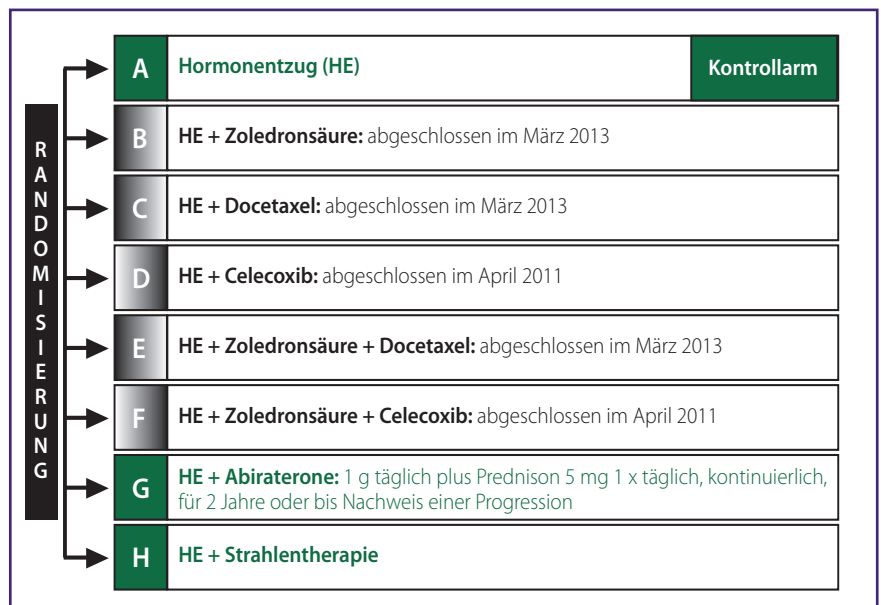 RANDOMISIERUNG
A Hormonentzug (HE) Kontrollarm
B HE + Zoledronsäure: abgeschlossen im März 2013
C HE + Docetaxel: abgeschlossen im März 2013
D HE + Celecoxib: abgeschlossen im April 2011
E HE + Zoledronsäure + Docetaxel: abgeschlossen im März 2013
F HE + Zoledronsäure + Celecoxib: abgeschlossen im April 2011
G HE + Abiraterone: 1 g täglich plus Prednison 5 mg 1 x täglich, kontinuierlich,
für 2 Jahre oder bis Nachweis einer Progression
H HE + Strahlentherapie